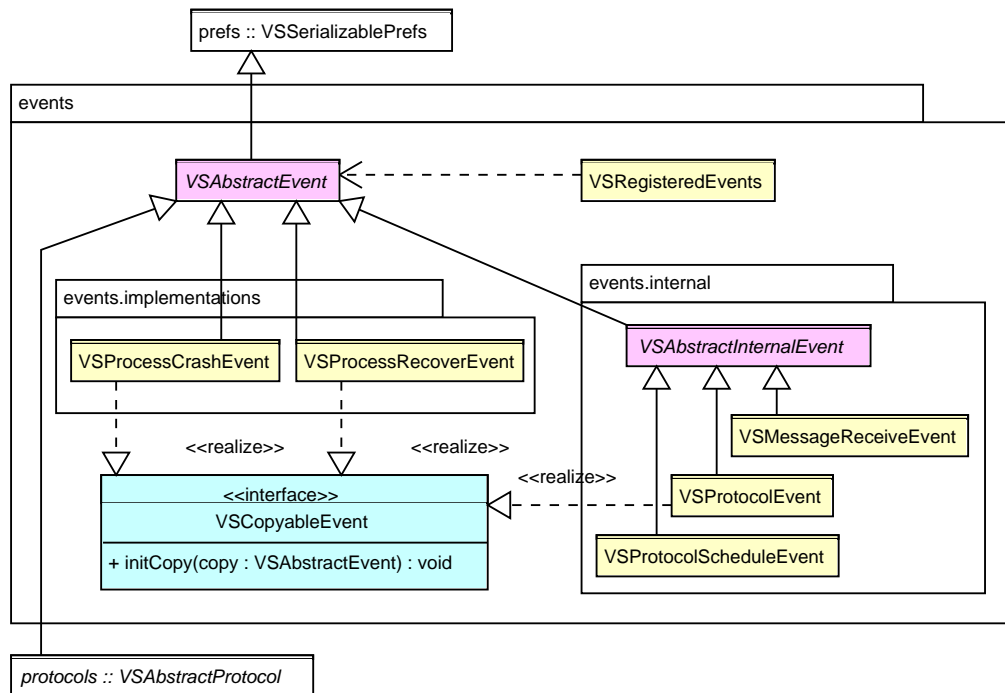 prefs :: VSSerializablePrefs
events
VSAbstractEvent
VSRegisteredEvents
events.implementations
events.internal
VSProcessCrashEvent
VSProcessRecoverEvent
VSAbstractInternalEvent
VSMessageReceiveEvent
<<realize>>
<<realize>>
<<realize>>
<<interface>>
VSCopyableEvent
VSProtocolEvent
+ initCopy(copy : VSAbstractEvent) : void
VSProtocolScheduleEvent
protocols :: VSAbstractProtocol